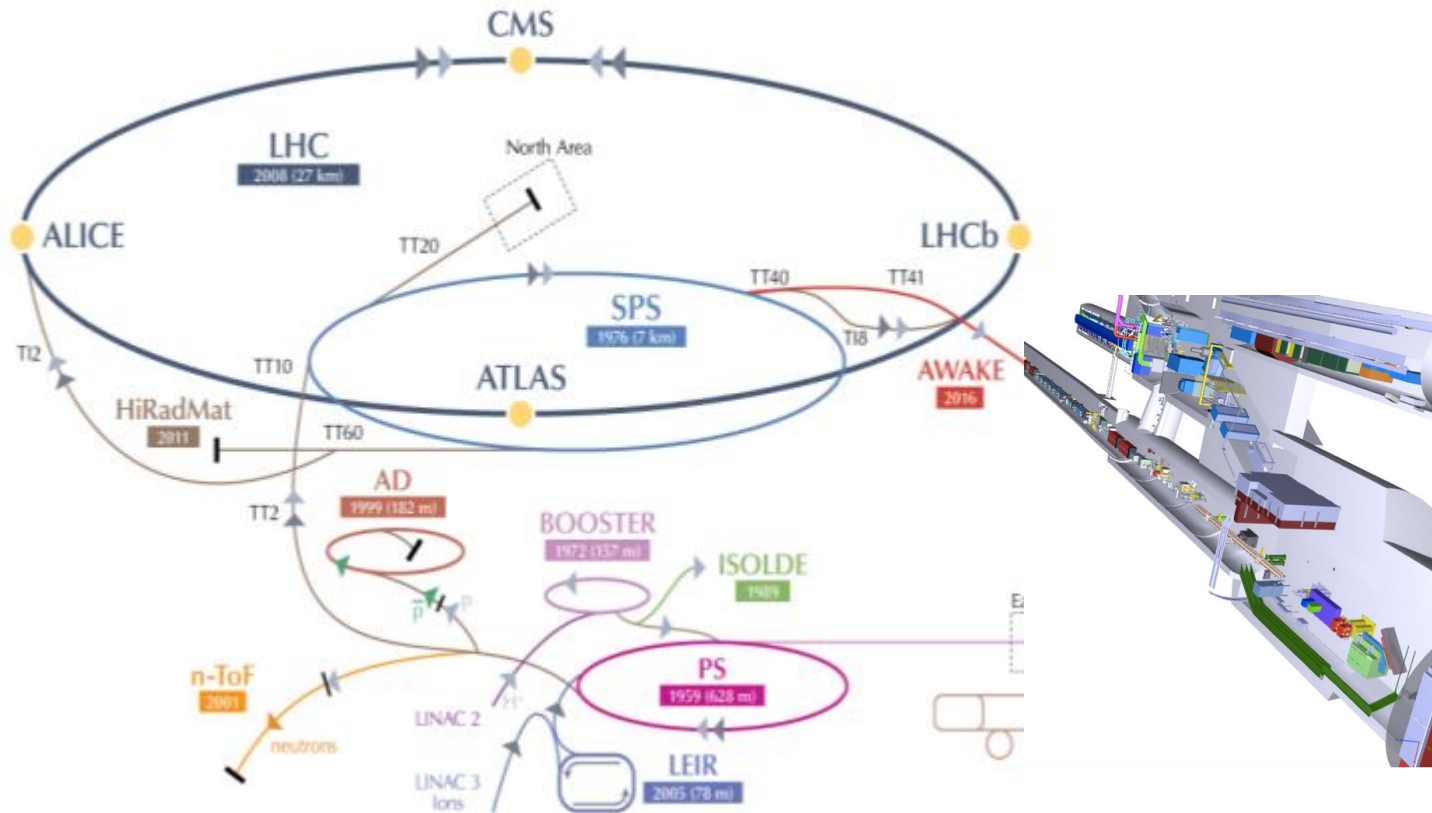 CMS
LHC
2008 (27 km)
North Area
ALICE
TT20
LHCb
TT40
TT41
SPS
1976 (7 km)
TI8
TI2
TT10
ATLAS
AWAKE
2016
HiRadMat
2011
TT60
AD
1999 (182 m)
TT2
BOOSTER
1972 (157 m)
ISOLDE
1989
p̅
p
n-ToF
2001
PS
1959 (628 m)
LINAC 2
neutrons
LEIR
2005 (78 m)
LINAC 3
Ions